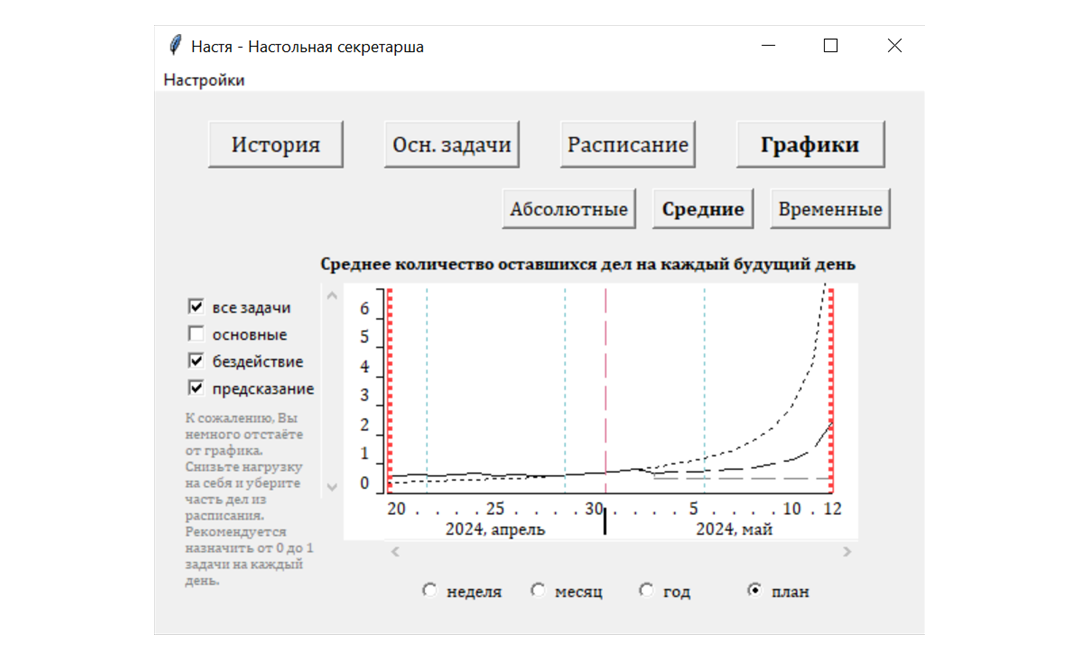 Настя - Настольная секретарша
Настройки
История
Осн. задачи
Расписание
Графики
Абсолютные
Средние
Временные
Среднее количество оставшихся дел на каждый будущий день
все задачи
основные
бездействие
предсказание
К сожалению, Вы
немного отстаёте
от графика.
Снизьте нагрузку
на себя и уберите
часть дел из
расписания.
Рекомендуется
назначить от 0 до 1
задачи на каждый
день.
6
5
4
3
2
1
0
20 . . . . 25 . . . . 30 . . . . 5 . . . . 10 . 12
2024, апрель
2024, май
неделя
месяц
год
план